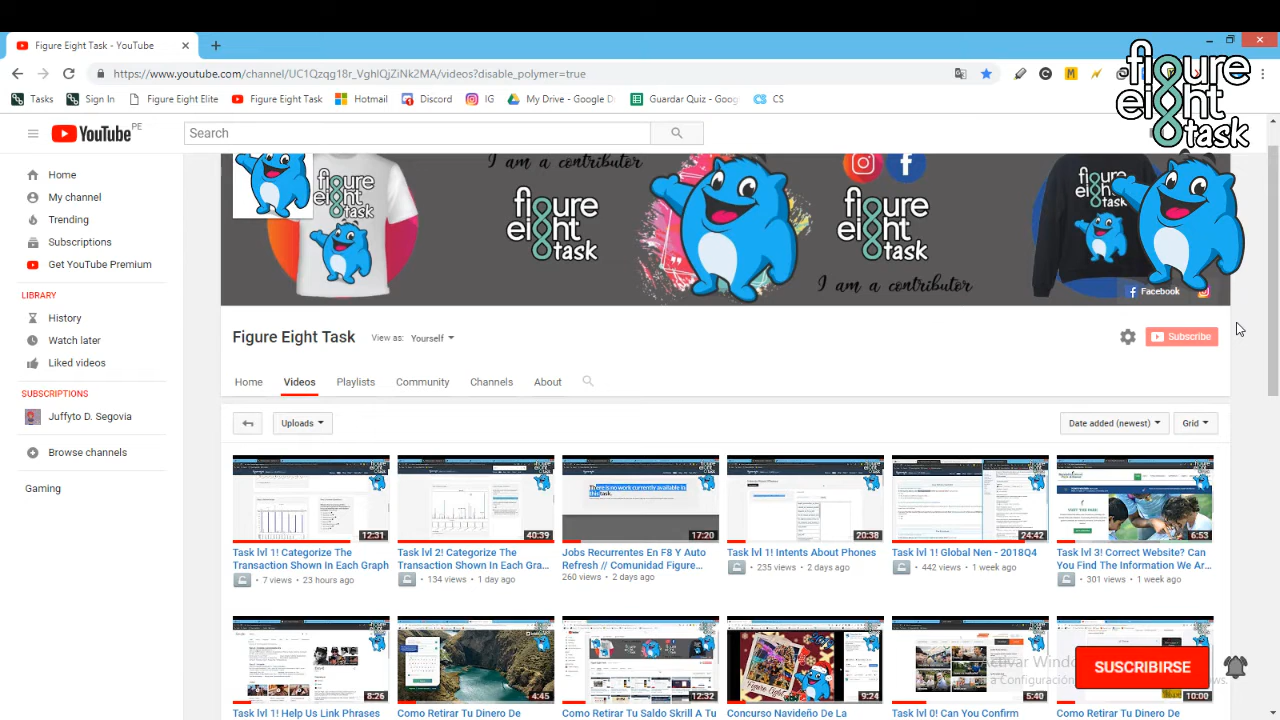 Figure Eight Task - YouTube
https://www.youtube.com/channel/UC1Qzqg18r_VghlQjZiNk2MA/videos?disable_polymer=true
Tasks
Sign In
Figure Eight Elite
Figure Eight Task
Hotmail
Discord
IG
My Drive - Google D
Guardar Quiz - Goog
CS
figure
eight
task
YouTube PE
Search
Home
My channel
Trending
Subscriptions
Get YouTube Premium
LIBRARY
History
Watch later
Liked videos
SUBSCRIPTIONS
Juffyto D. Segovia
Browse channels
Gaming
I am a contributor
figure
eight
task
figure
eight
task
figure
eight
task
I am a contributor
figure
eight
task
Facebook
Figure Eight Task
View as: Yourself
Subscribe
Home
Videos
Playlists
Community
Channels
About
Uploads
Date added (newest)
Grid
12:31
40:39
There is no work currently available in
this task.
17:20
20:38
24:42
6:53
Task lvl 1! Categorize The
Transaction Shown In Each Graph
7 views • 23 hours ago
Task lvl 2! Categorize The
Transaction Shown In Each Gra...
134 views • 1 day ago
Jobs Recurrentes En F8 Y Auto
Refresh // Comunidad Figure...
260 views • 2 days ago
Task lvl 1! Intents About Phones
235 views • 2 days ago
Task lvl 1! Global Nen - 2018Q4
442 views • 1 week ago
Task lvl 3! Correct Website? Can
You Find The Information We Ar...
301 views • 1 week ago
8:26
4:45
9:24
5:40
10:00
Task lvl 1! Help Us Link Phrases
Como Retirar Tu Dinero De
Como Retirar Tu Saldo Skrill A Tu
Concurso Navideño De La
Task lvl 0! Can You Confirm
Como Retirar Tu Dinero De
SUSCRIBIRSE